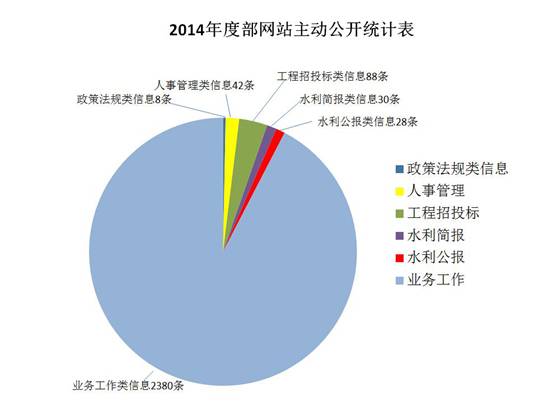 2014年度部网站主动公开统计表
工程招投标类信息88条
人事管理类信息42条
政策法规类信息8条
水利简报类信息30条
水利公报类信息28条
政策法规类信息
人事管理
工程招投标
水利简报
水利公报
业务工作
业务工作类信息2380条